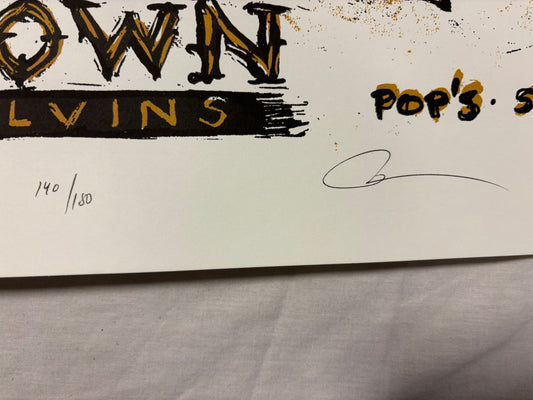 OWN
LVINS
POP'S · S
140/180